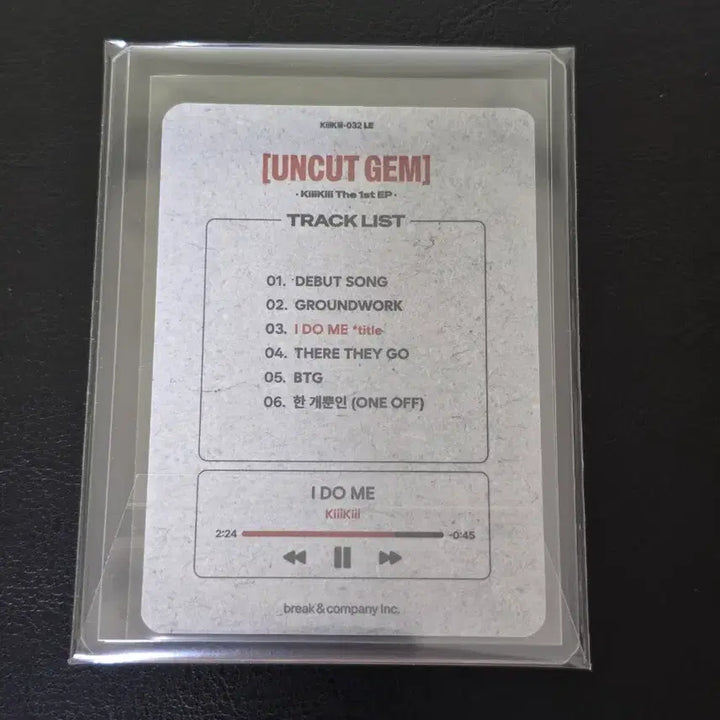 KiiiKiii-032 LE
[UNCUT GEM]
· KiiiKiii The 1st EP ·
TRACK LIST
01. DEBUT SONG
02. GROUNDWORK
03. I DO ME *title
04. THERE THEY GO
05. BTG
06. 한 개뿐인 (ONE OFF)
I DO ME
KiiiKiii
2:24 -0:45
break & company Inc.